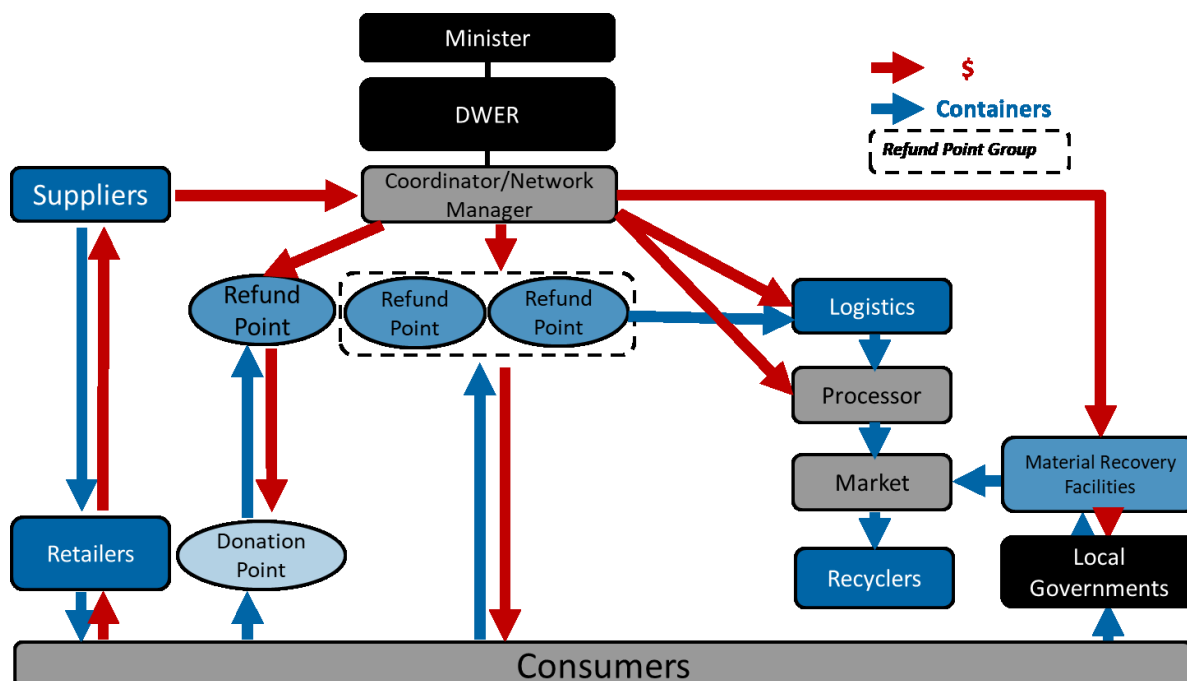 Minister
DWER
$
Containers
Refund Point Group
Coordinator/Network
Manager
Suppliers
Refund
Point
Refund
Point
Refund
Point
Logistics
Processor
Market
Material Recovery
Facilities
Retailers
Donation
Point
Recyclers
Local
Governments
Consumers